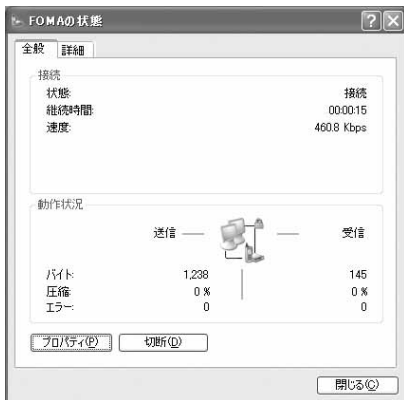 FOMAの状態
全般 詳細
接続
状態: 接続
継続時間: 00:00:15
速度: 460.8 Kbps
動作状況
送信 受信
バイト: 1,238 145
圧縮: 0 % 0 %
エラー: 0 0
プロパティ(P) 切断(D)
閉じる(C)